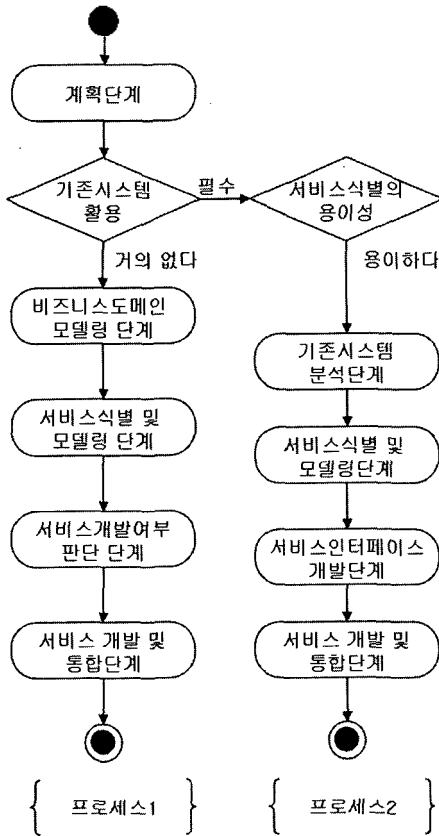 계획단계
기존시스템
활용
필수
서비스식별의
용이성
거의 없다
용이하다
비즈니스도메인
모델링 단계
서비스식별 및
모델링 단계
서비스개발여부
판단 단계
서비스 개발 및
통합단계
기존시스템
분석단계
서비스식별 및
모델링단계
서비스인터페이스
개발단계
서비스 개발 및
통합단계
{ 프로세스1 }
{ 프로세스2 }